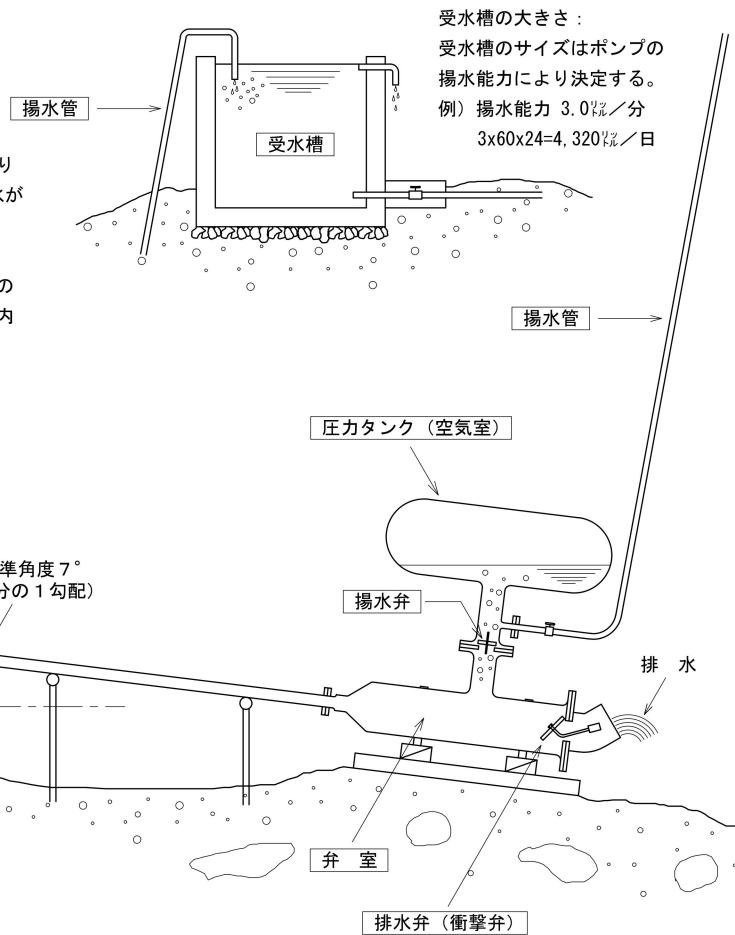 受水槽の大きさ：
受水槽のサイズはポンプの
揚水能力により決定する。
例）揚水能力 3.0㍑／分
3x60x24=4,320㍑／日
揚水管
受水槽
り
水が
の
内
揚水管
圧力タンク（空気室）
準角度７°
分の１勾配）
揚水弁
排　水
弁　室
排水弁（衝撃弁）